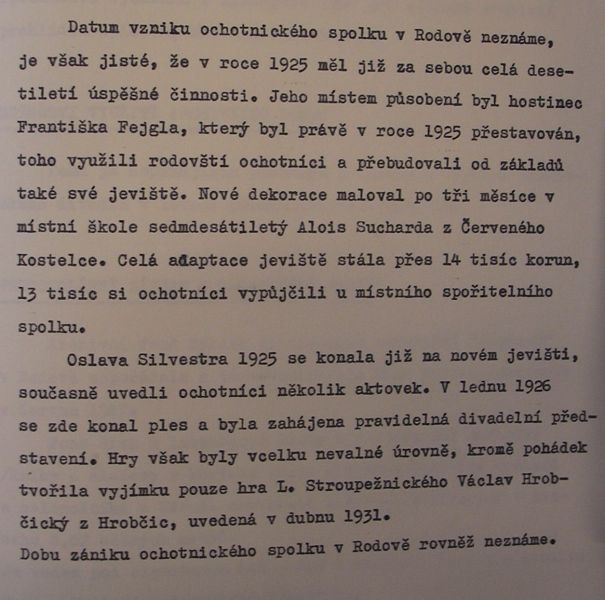 Datum vzniku ochotnického spolku v Rodově neznáme,
je však jisté, že v roce 1925 měl již za sebou celá dese-
tiletí úspěšné činnosti. Jeho místem působení byl hostinec
Františka Fejgla, který byl právě v roce 1925 přestavován,
toho využili rodovští ochotníci a přebudovali od základů
také své jeviště. Nové dekorace maloval po tři měsíce v
místní škole sedmdesátiletý Alois Sucharda z Červeného
Kostelce. Celá adaptace jeviště stála přes 14 tisíc korun,
13 tisíc si ochotníci vypůjčili u místního spořitelního
spolku.
Oslava Silvestra 1925 se konala již na novém jevišti,
současně uvedli ochotníci několik aktovek. V lednu 1926
se zde konal ples a byla zahájena pravidelná divadelní před-
stavení. Hry však byly vcelku nevalné úrovně, kromě pohádek
tvořila vyjímku pouze hra L. Stroupežnického Václav Hrob-
čický z Hrobčic, uvedená v dubnu 1931.
Dobu zániku ochotnického spolku v Rodově rovněž neznáme.